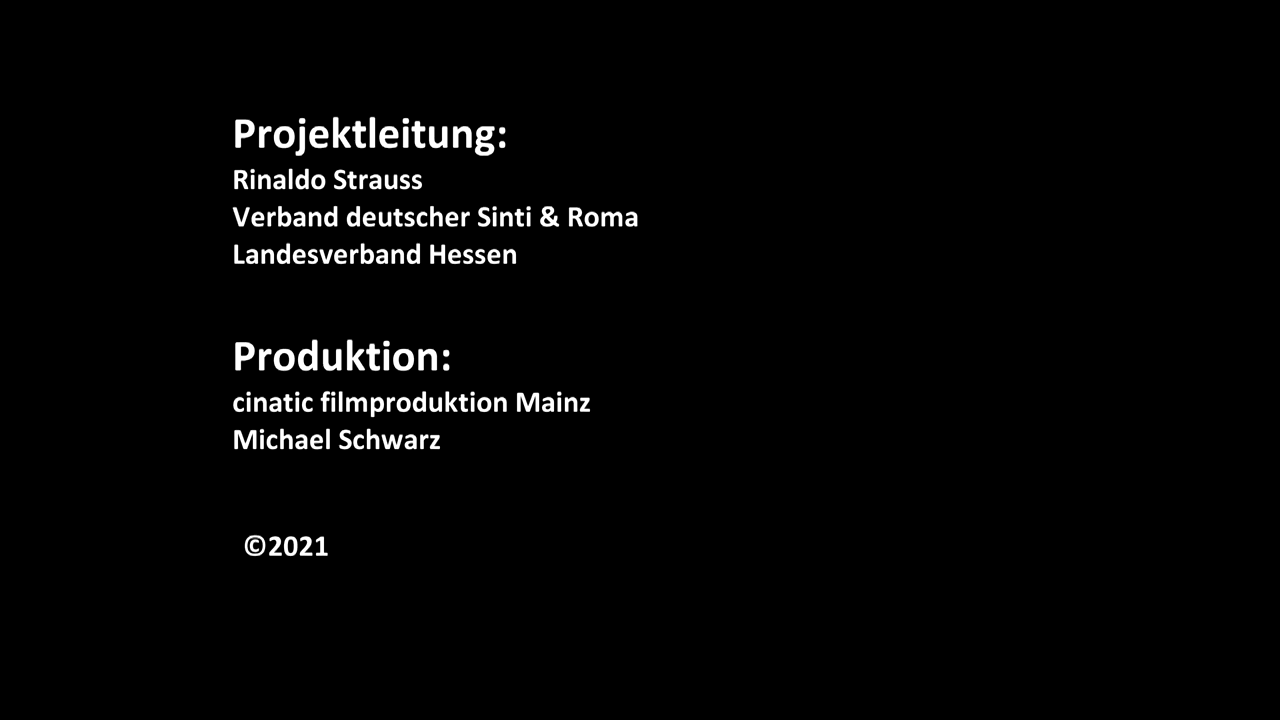 Projektleitung:
Rinaldo Strauss
Verband deutscher Sinti & Roma
Landesverband Hessen
Produktion:
cinatic filmproduktion Mainz
Michael Schwarz
©2021